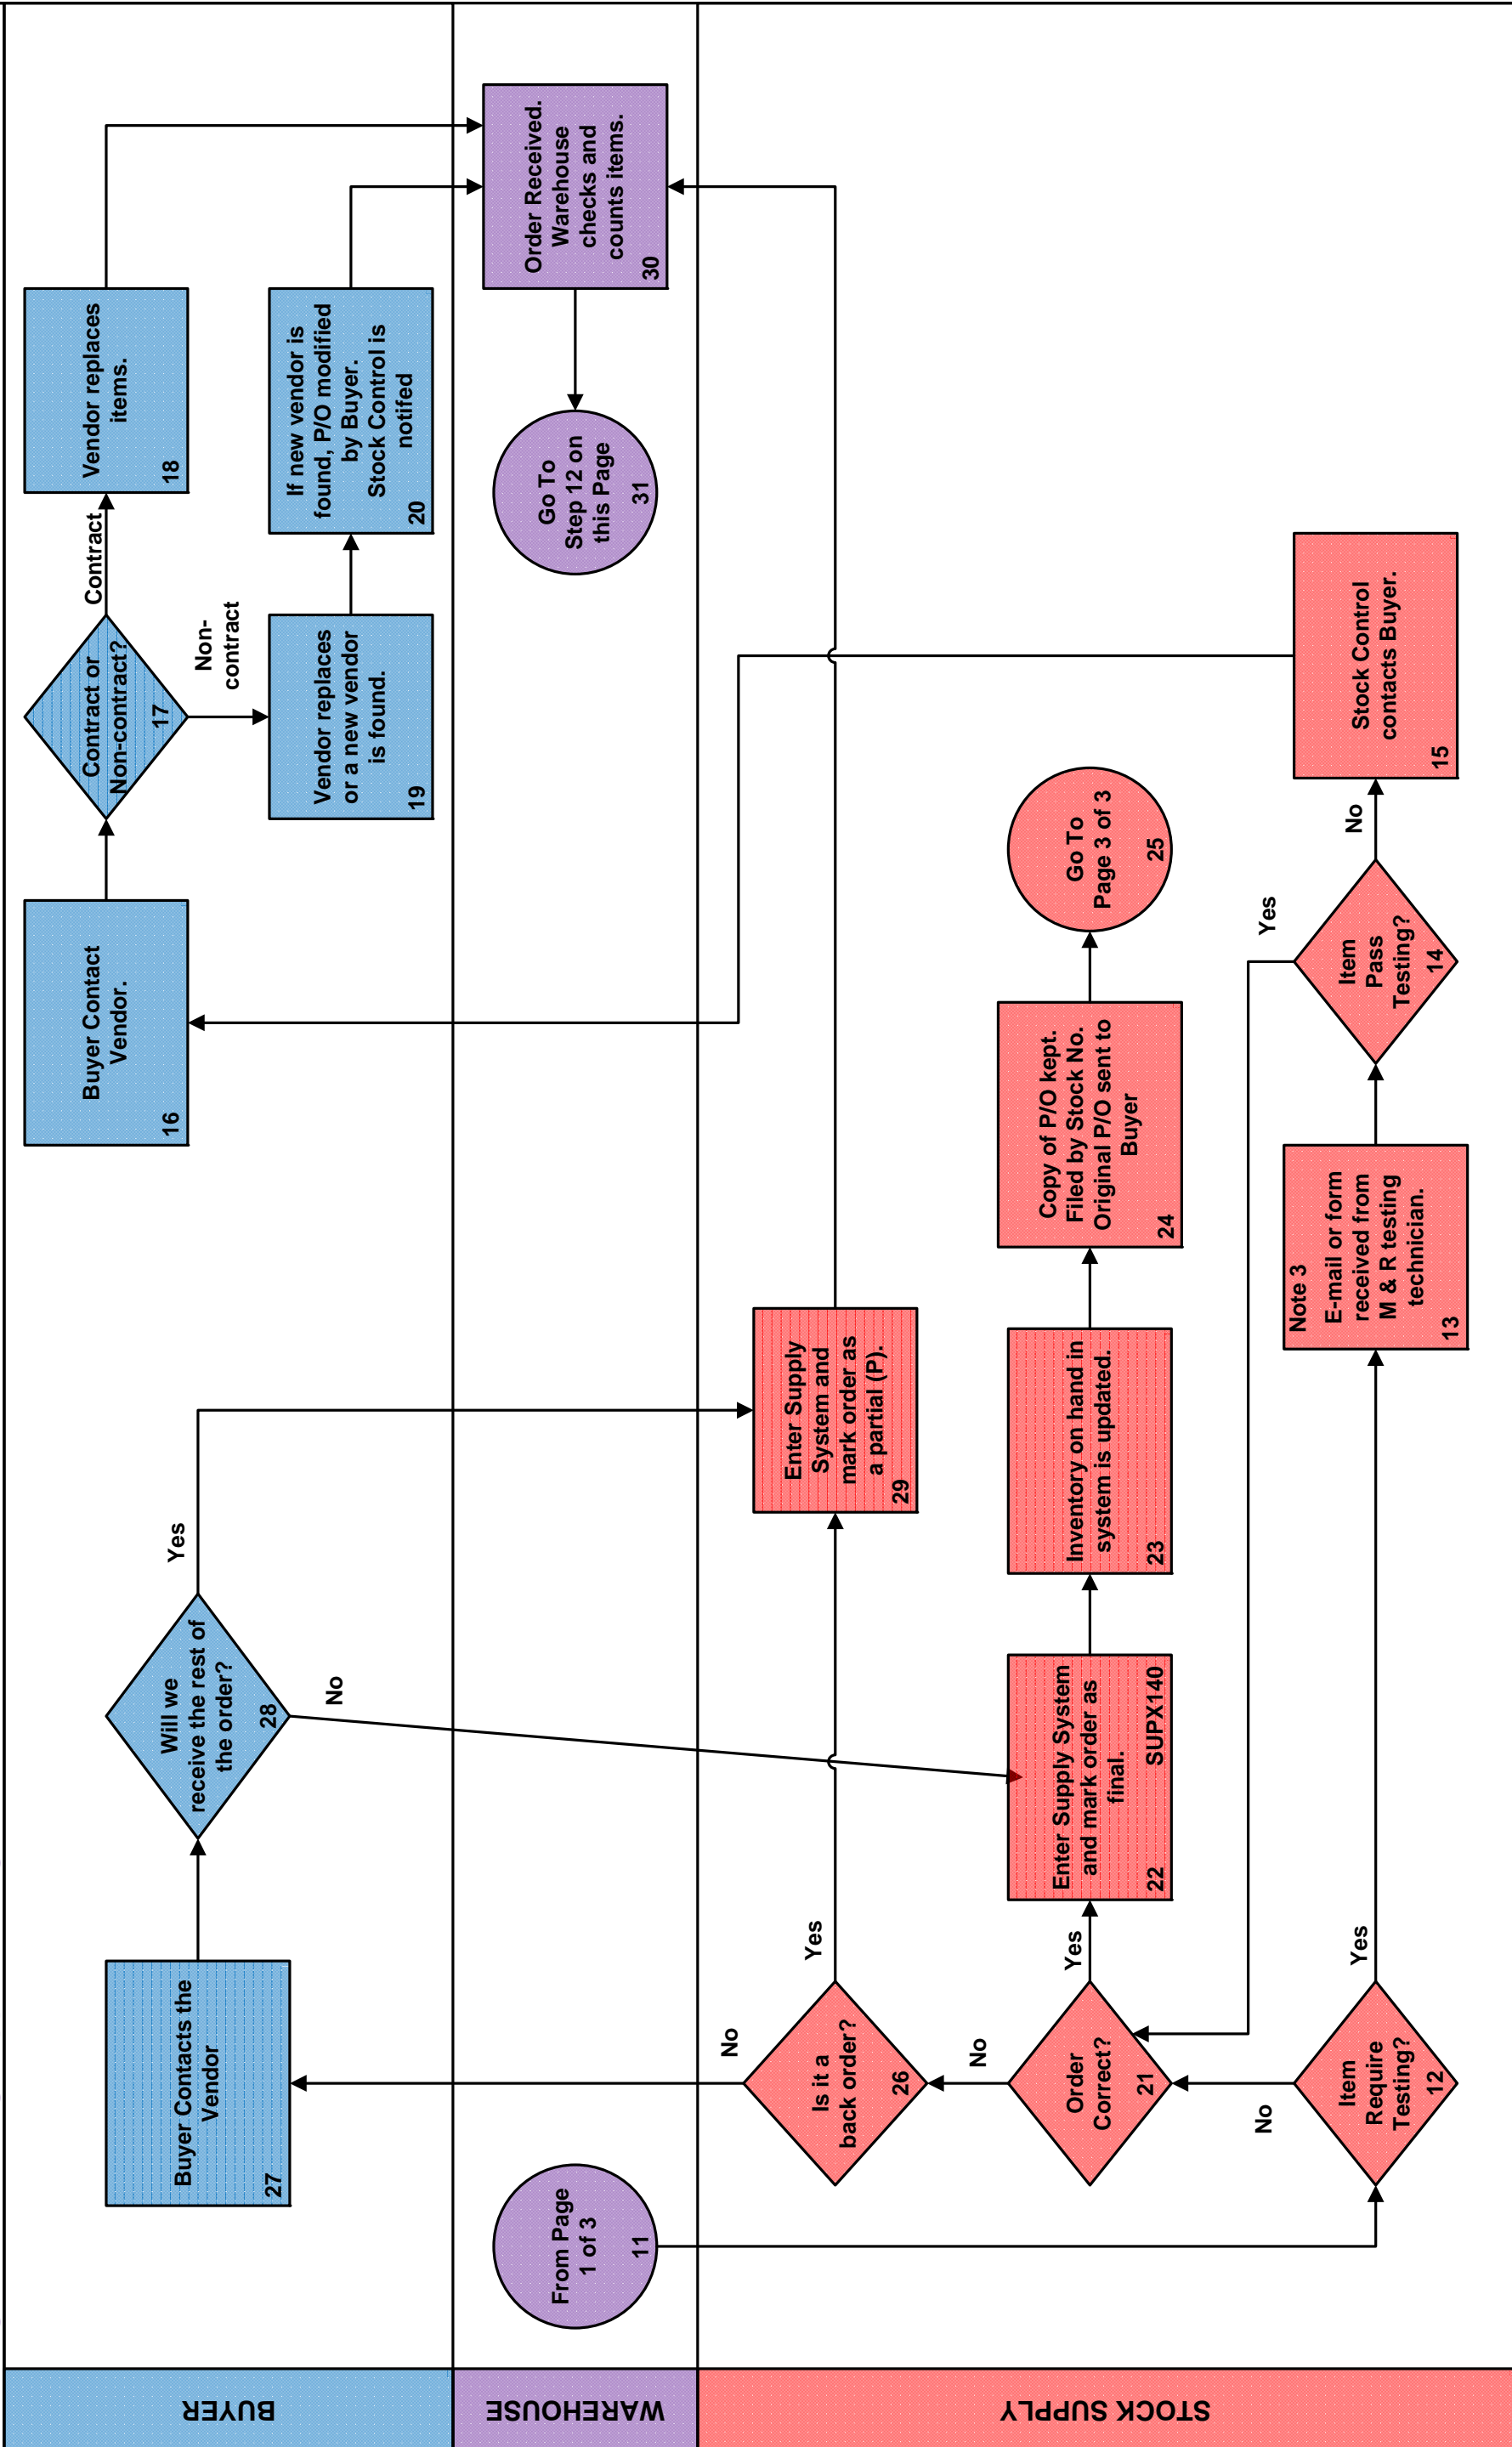 BUYER
Buyer Contacts the
Vendor
27
Will we
receive the rest of
the order?
28
Yes
No
Buyer Contact
Vendor.
16
Contract or
Non-contract?
17
Contract
Non-
contract
Vendor replaces
items.
18
Vendor replaces
or a new vendor
is found.
19
If new vendor is
found, P/O modified
by Buyer.
Stock Control is
notifed
20
WAREHOUSE
From Page
1 of 3
11
Go To
Step 12 on
this Page
31
Order Received.
Warehouse
checks and
counts items.
30
STOCK SUPPLY
Is it a
back order?
26
No
Yes
Enter Supply
System and
mark order as
a partial (P).
29
Order
Correct?
21
No
Yes
Enter Supply System
and mark order as
final.
22 SUPX140
Inventory on hand in
system is updated.
23
Copy of P/O kept.
Filed by Stock No.
Original P/O sent to
Buyer
24
Go To
Page 3 of 3
25
Item
Require
Testing?
12
No
Yes
Note 3
E-mail or form
received from
M & R testing
technician.
13
Item
Pass
Testing?
14
Yes
No
Stock Control
contacts Buyer.
15